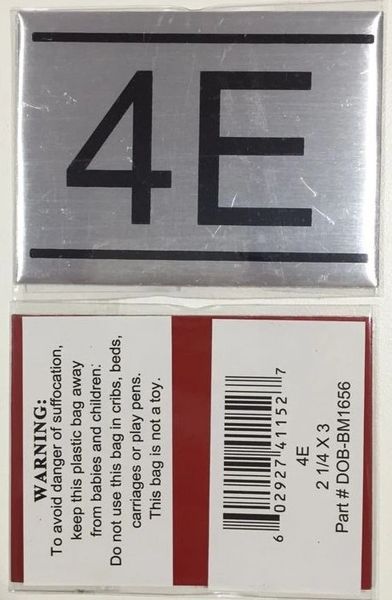 4E
WARNING:
To avoid danger of suffocation,
keep this plastic bag away
from babies and children.
Do not use this bag in cribs, beds,
carriages or play pens.
This bag is not a toy.
6 02927 41152 7
4E
2 1/4 X 3
Part # DOB-BM1656